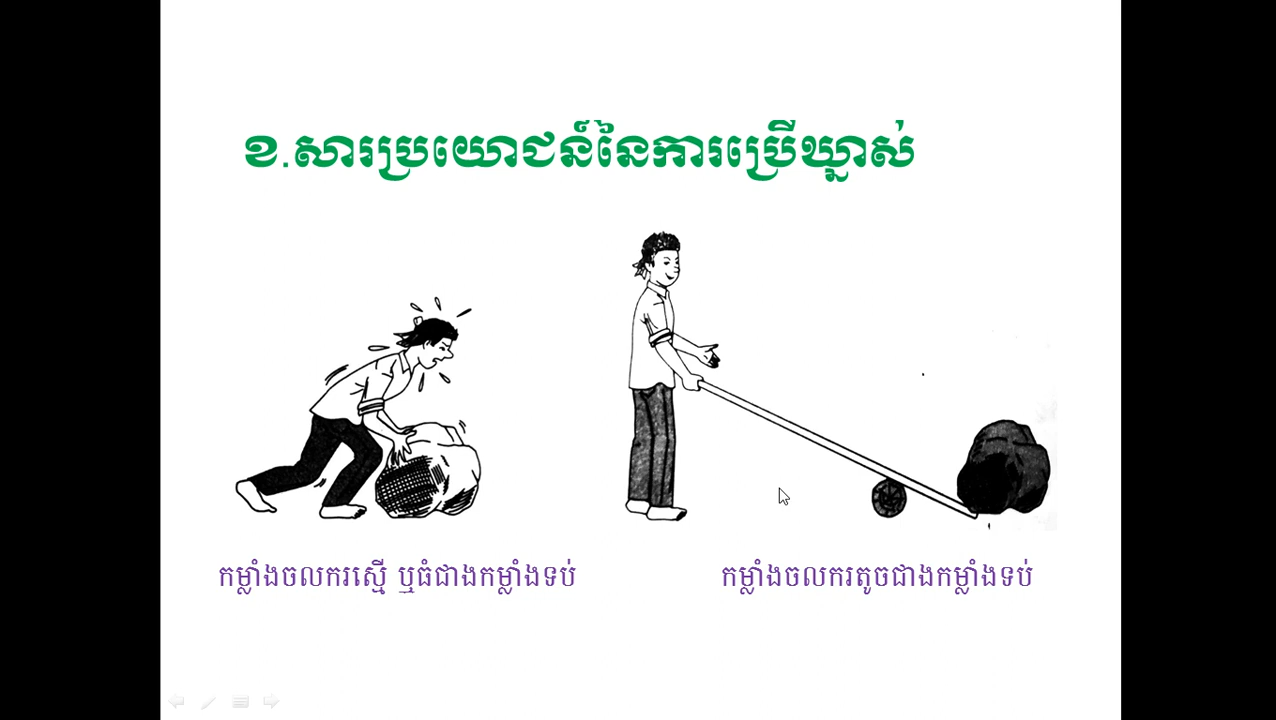 ខ.សារប្រយោជន៍នៃការប្រើឃ្នាស់
កម្លាំងចលករស្មើ ឬធំជាងកម្លាំងទប់
កម្លាំងចលករតូចជាងកម្លាំងទប់